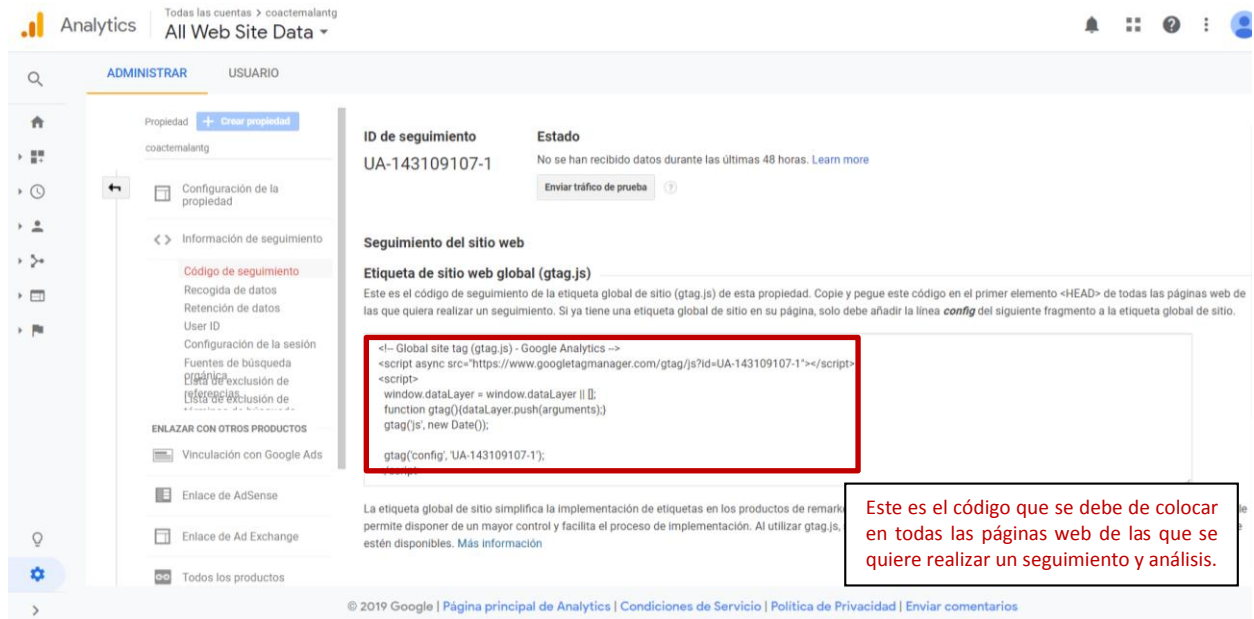 Todas las cuentas > coactemalantg
Analytics
All Web Site Data
ADMINISTRAR
USUARIO
Propiedad
+ Crear propiedad
coactemalantg
Configuración de la
propiedad
< > Información de seguimiento
Código de seguimiento
Recogida de datos
Retención de datos
User ID
Configuración de la sesión
Fuentes de búsqueda
orgánica
Lista de exclusión de
referencias
Lista de exclusión de
ENLAZAR CON OTROS PRODUCTOS
Vinculación con Google Ads
Enlace de AdSense
Enlace de Ad Exchange
Todos los productos
ID de seguimiento
UA-143109107-1
Estado
No se han recibido datos durante las últimas 48 horas. Learn more
Enviar tráfico de prueba
?
Seguimiento del sitio web
Etiqueta de sitio web global (gtag.js)
Este es el código de seguimiento de la etiqueta global de sitio (gtag.js) de esta propiedad. Copie y pegue este código en el primer elemento <HEAD> de todas las páginas web de
las que quiera realizar un seguimiento. Si ya tiene una etiqueta global de sitio en su página, solo debe añadir la línea config del siguiente fragmento a la etiqueta global de sitio.
<!-- Global site tag (gtag.js) - Google Analytics -->
<script async src="https://www.googletagmanager.com/gtag/js?id=UA-143109107-1"></script>
<script>
window.dataLayer = window.dataLayer || [];
function gtag(){dataLayer.push(arguments);}
gtag('js', new Date());
gtag('config', 'UA-143109107-1');
</script>
La etiqueta global de sitio simplifica la implementación de etiquetas en los productos de
permite disponer de un mayor control y facilita el proceso de implementación. Al utilizar gtag.js,
estén disponibles. Más información
Este es el código que se debe de colocar
en todas las páginas web de las que se
quiere realizar un seguimiento y análisis.
© 2019 Google | Página principal de Analytics | Condiciones de Servicio | Política de Privacidad | Enviar comentarios